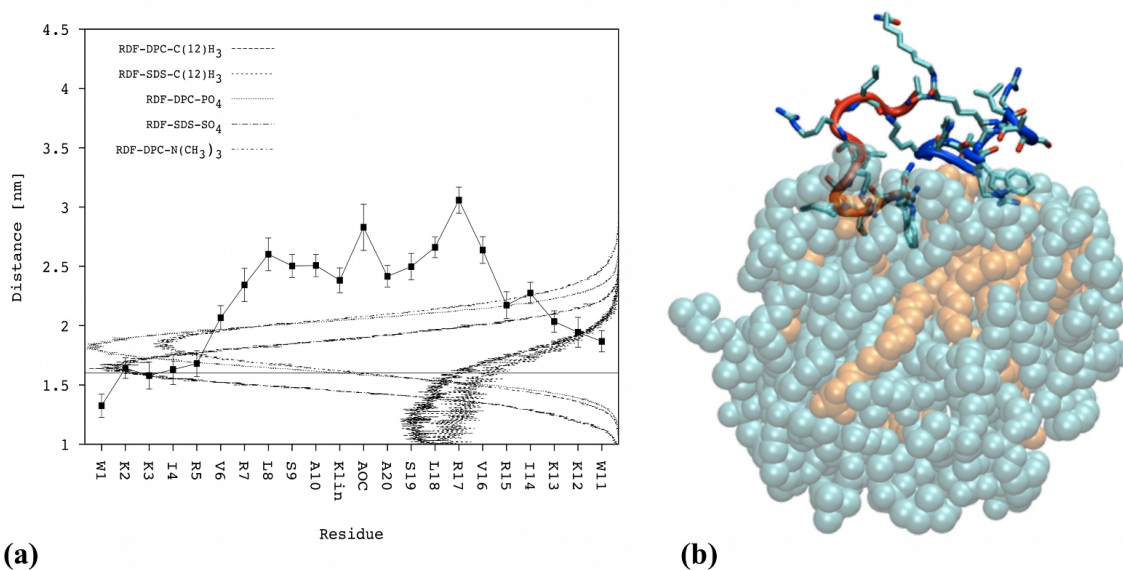 4.5
4
3.5
3
2.5
2
1.5
1
Distance [nm]
RDF-DPC-C(12)H3
RDF-SDS-C(12)H3
RDF-DPC-PO4
RDF-SDS-SO4
RDF-DPC-N(CH3)3
W1
K2
K3
I4
R5
V6
R7
L8
S9
A10
Klin
AOC
A20
S19
L18
R17
V16
R15
I14
K13
K12
W11
Residue
(a)
(b)